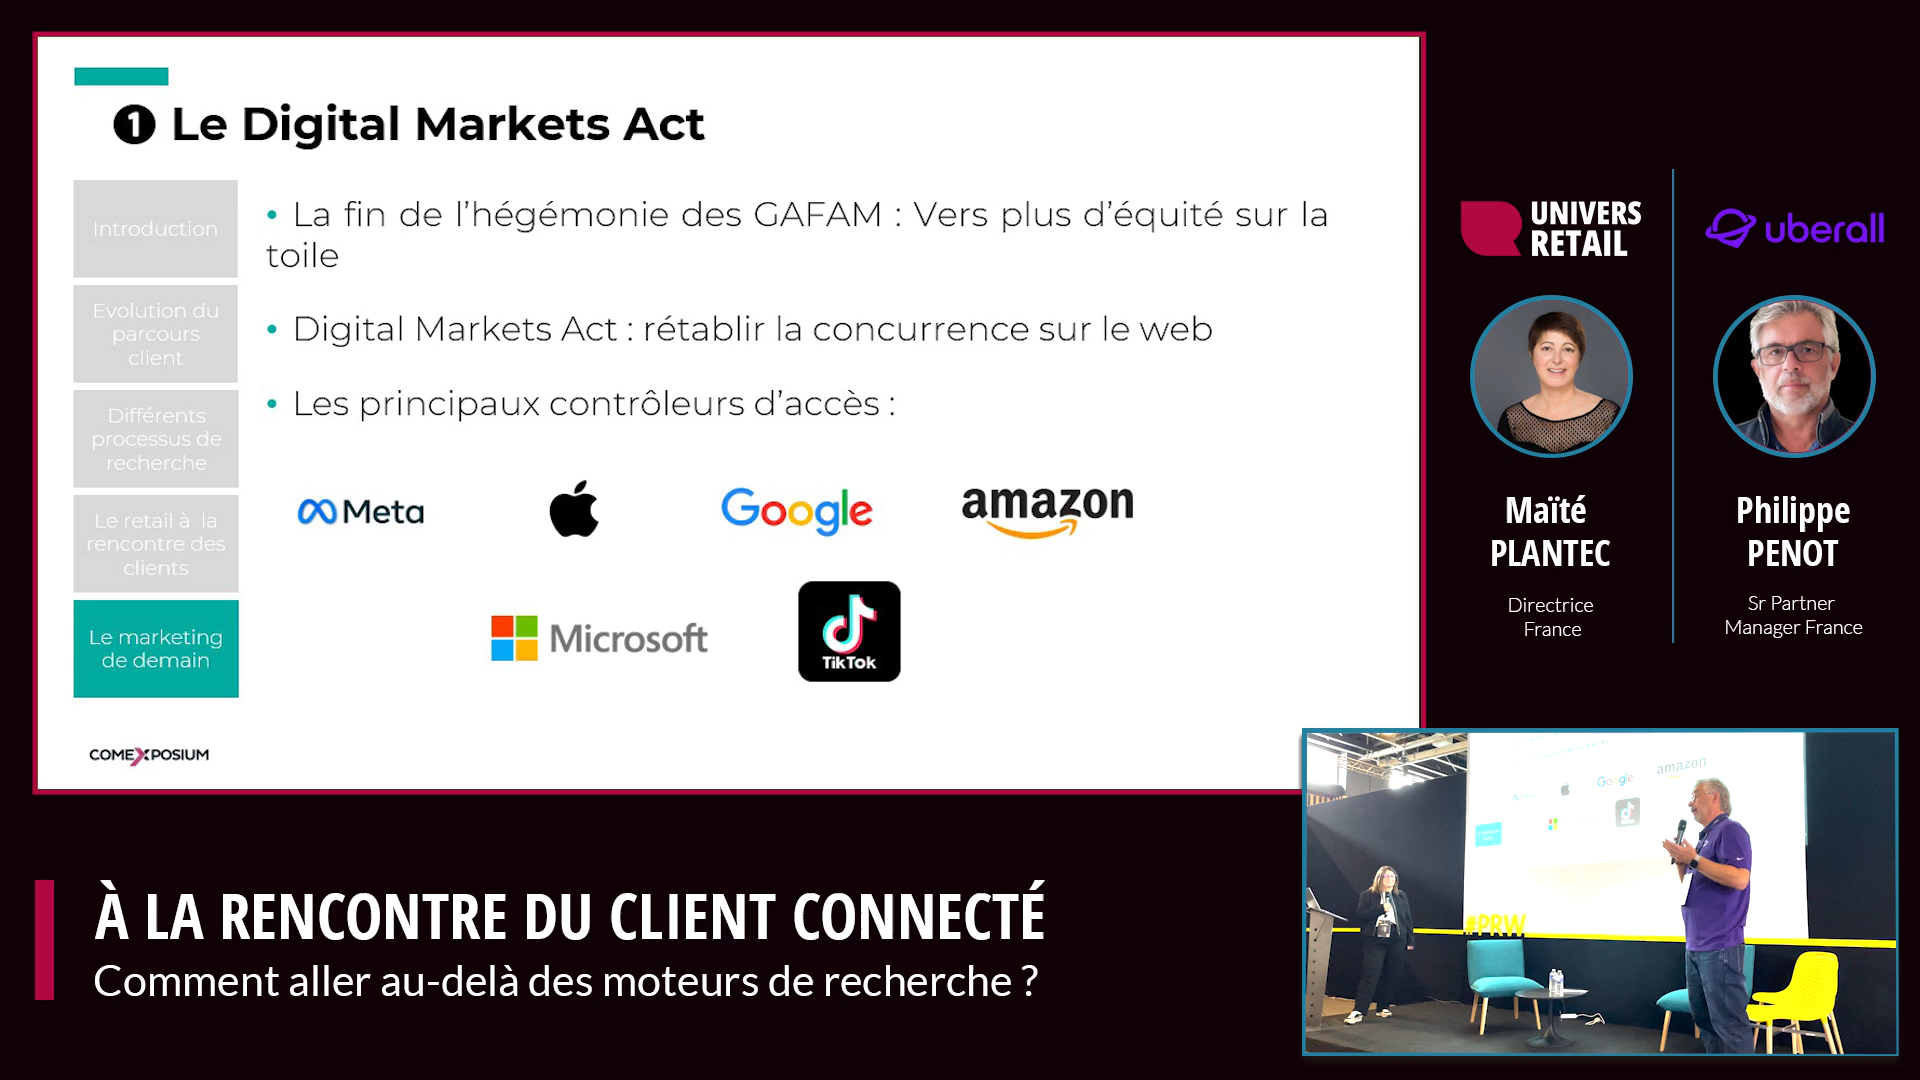 ❶ Le Digital Markets Act
Introduction
Evolution du
parcours
client
Différents
processus de
recherche
Le retail à la
rencontre des
clients
Le marketing
de demain
• La fin de l’hégémonie des GAFAM : Vers plus d’équité sur la
toile
• Digital Markets Act : rétablir la concurrence sur le web
• Les principaux contrôleurs d’accès :
Meta
Google
amazon
Microsoft
TikTok
COMEXPOSIUM
UNIVERS
RETAIL
uberall
Maïté
PLANTEC
Directrice
France
Philippe
PENOT
Sr Partner
Manager France
Google
amazon
#PRW
À LA RENCONTRE DU CLIENT CONNECTÉ
Comment aller au-delà des moteurs de recherche ?